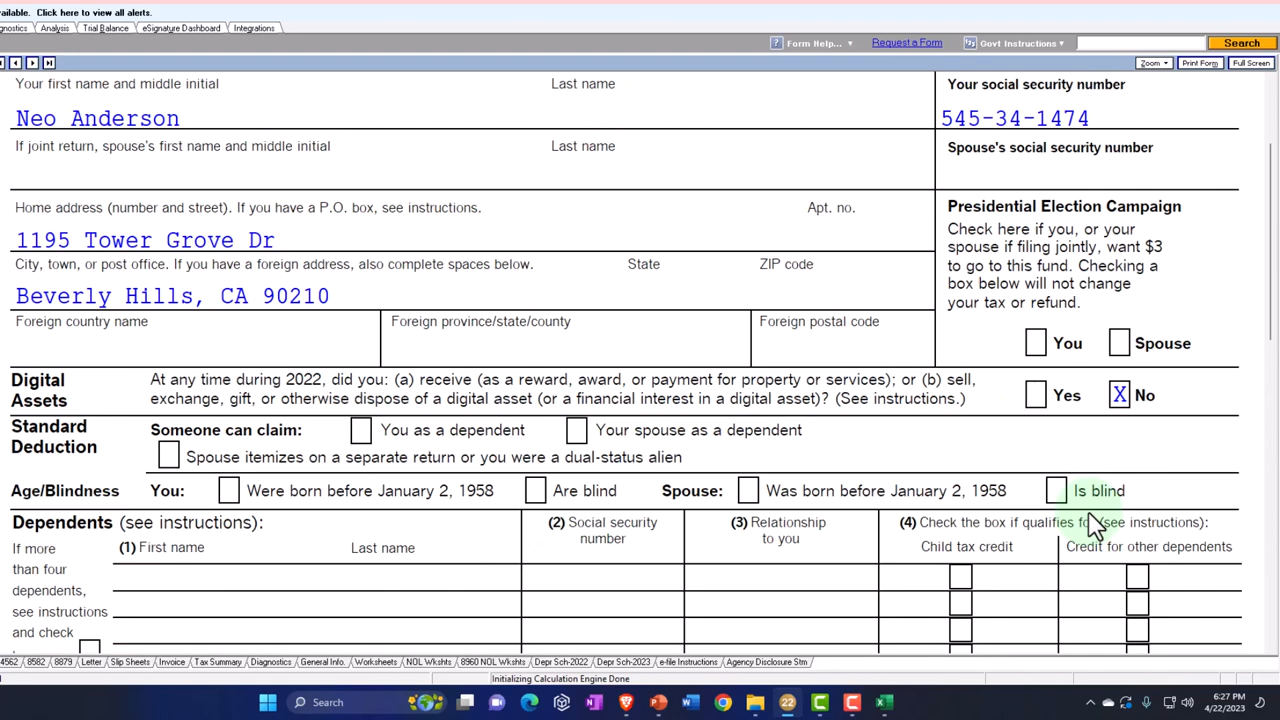 vailable. Click here to view all alerts.
gnostics Analysis Trial Balance eSignature Dashboard Integrations
Form Help... Request a Form Govt Instructions Search
Zoom Print Form Full Screen
Your first name and middle initial Last name Your social security number
Neo Anderson 545-34-1474
If joint return, spouse's first name and middle initial Last name Spouse's social security number
Home address (number and street). If you have a P.O. box, see instructions. Apt. no.
1195 Tower Grove Dr
City, town, or post office. If you have a foreign address, also complete spaces below. State ZIP code
Beverly Hills, CA 90210
Foreign country name Foreign province/state/county Foreign postal code
Presidential Election Campaign
Check here if you, or your
spouse if filing jointly, want $3
to go to this fund. Checking a
box below will not change
your tax or refund.
You Spouse
Digital
Assets
At any time during 2022, did you: (a) receive (as a reward, award, or payment for property or services); or (b) sell,
exchange, gift, or otherwise dispose of a digital asset (or a financial interest in a digital asset)? (See instructions.)
Yes X No
Standard
Deduction
Someone can claim: You as a dependent Your spouse as a dependent
Spouse itemizes on a separate return or you were a dual-status alien
Age/Blindness You: Were born before January 2, 1958 Are blind Spouse: Was born before January 2, 1958 Is blind
Dependents (see instructions):
If more
than four
dependents,
see instructions
and check
(1) First name Last name
(2) Social security
number
(3) Relationship
to you
(4) Check the box if qualifies for (see instructions):
Child tax credit Credit for other dependents
4562 8582 8879 Letter Slip Sheets Invoice Tax Summary Diagnostics General Info. Worksheets NOL Wkshts 8960 NOL Wkshts Depr Sch-2022 Depr Sch-2023 e-file Instructions Agency Disclosure Stm
Initializing Calculation Engine Done
Search 22 6:27 PM
4/22/2023